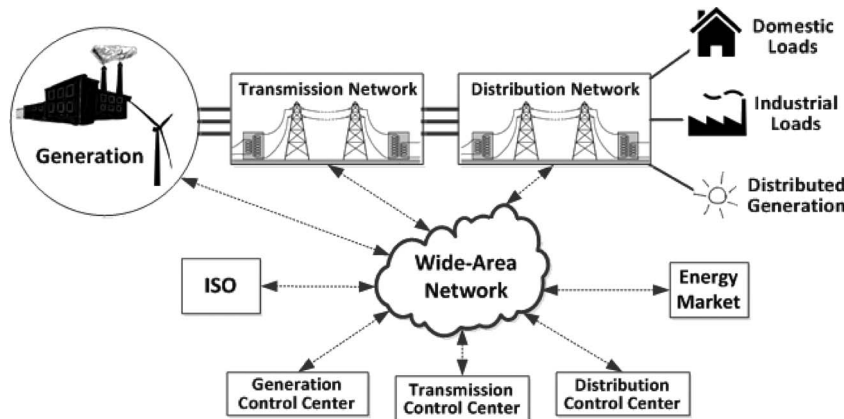 Generation
Transmission Network
Distribution Network
Domestic
Loads
Industrial
Loads
Distributed
Generation
Wide-Area
Network
ISO
Energy
Market
Generation
Control Center
Transmission
Control Center
Distribution
Control Center